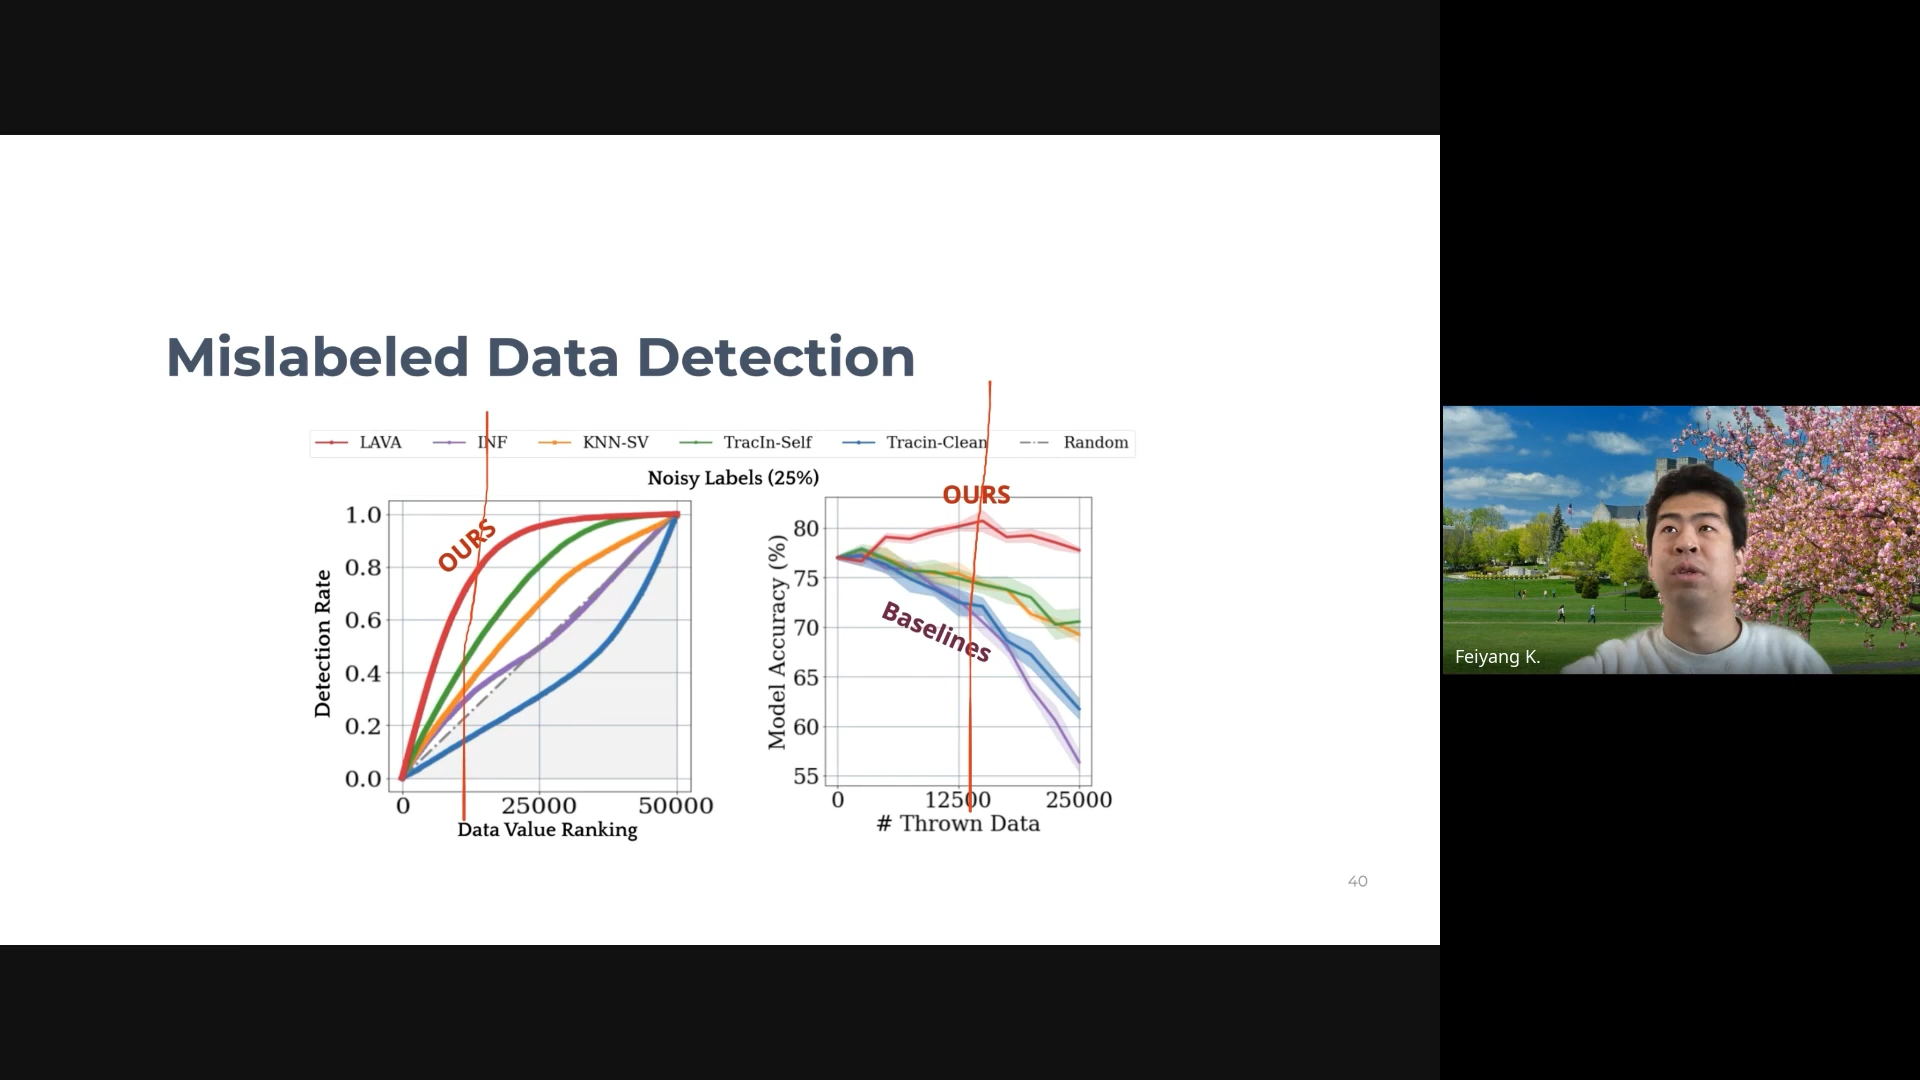 Mislabeled Data Detection
LAVA INF KNN-SV TracIn-Self Tracin-Clean Random
Noisy Labels (25%)
Detection Rate
1.0
0.8
0.6
0.4
0.2
0.0
0 25000 50000
Data Value Ranking
OURS
Model Accuracy (%)
80
75
70
65
60
55
0 12500 25000
# Thrown Data
OURS
Baselines
40
Feiyang K.